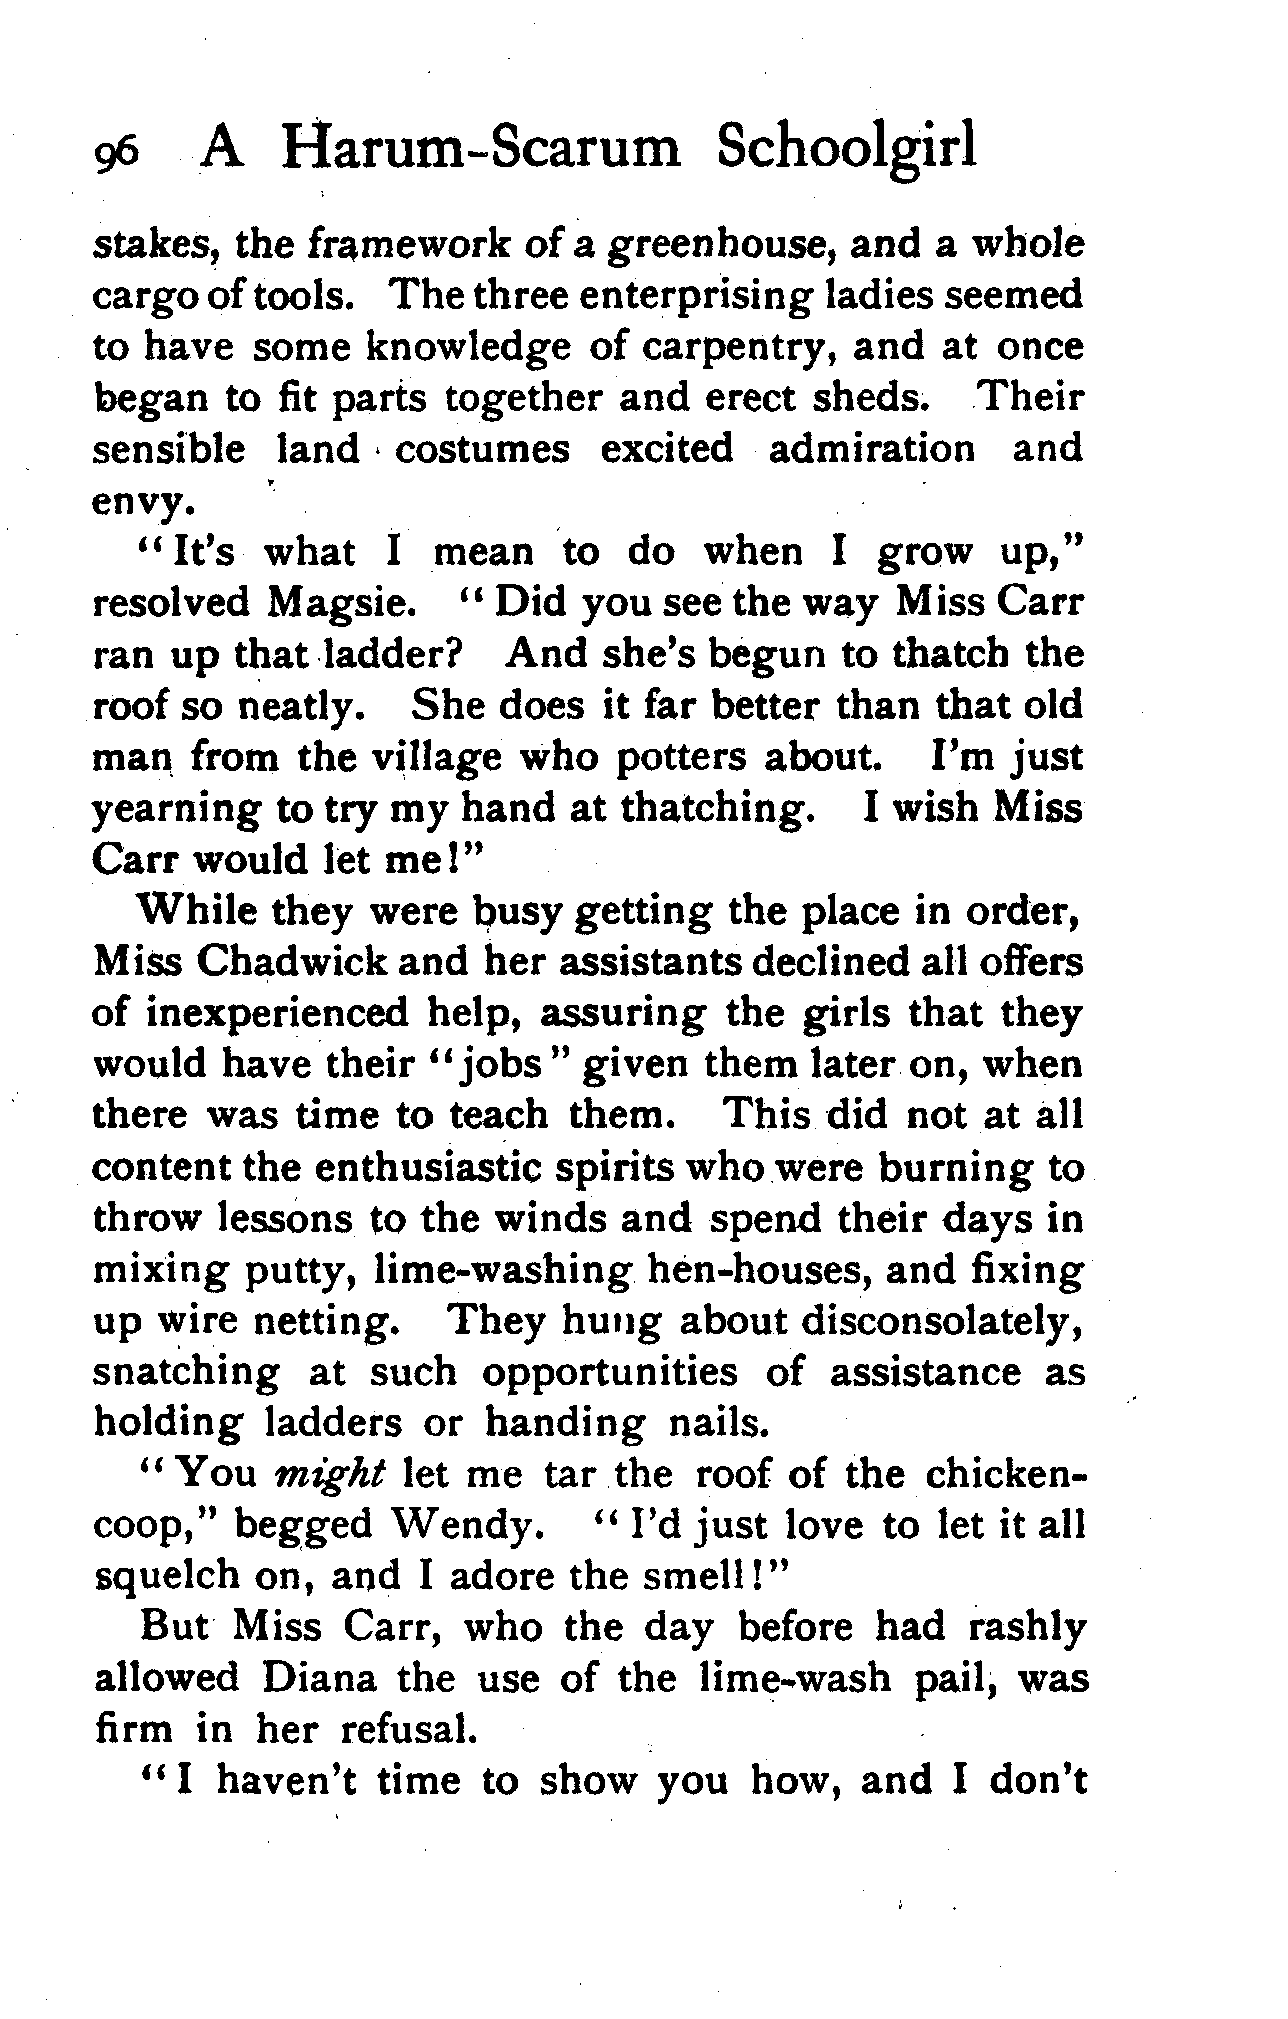 96 A Harum-Scarum Schoolgirl
stakes, the framework of a greenhouse, and a whole
cargo of tools. The three enterprising ladies seemed
to have some knowledge of carpentry, and at once
began to fit parts together and erect sheds. Their
sensible land costumes excited admiration and
envy.
“It's what I mean to do when I grow up,”
resolved Magsie. “Did you see the way Miss Carr
ran up that ladder? And she's begun to thatch the
roof so neatly. She does it far better than that old
man from the village who potters about. I'm just
yearning to try my hand at thatching. I wish Miss
Carr would let me!”
While they were busy getting the place in order,
Miss Chadwick and her assistants declined all offers
of inexperienced help, assuring the girls that they
would have their “jobs” given them later on, when
there was time to teach them. This did not at all
content the enthusiastic spirits who were burning to
throw lessons to the winds and spend their days in
mixing putty, lime-washing hen-houses, and fixing
up wire netting. They hung about disconsolately,
snatching at such opportunities of assistance as
holding ladders or handing nails.
“You might let me tar the roof of the chicken-
coop,” begged Wendy. “I'd just love to let it all
squelch on, and I adore the smell!”
But Miss Carr, who the day before had rashly
allowed Diana the use of the lime-wash pail, was
firm in her refusal.
“I haven't time to show you how, and I don't